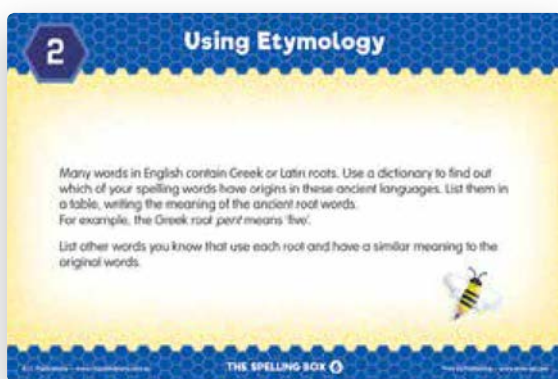 2
Using Etymology
Many words in English contain Greek or Latin roots. Use a dictionary to find out
which of your spelling words have origins in these ancient languages. List them in
a table, writing the meaning of the ancient root words.
For example, the Greek root pent means 'five'.
List other words you know that use each root and have a similar meaning to the
original words.
THE SPELLING BOX 6